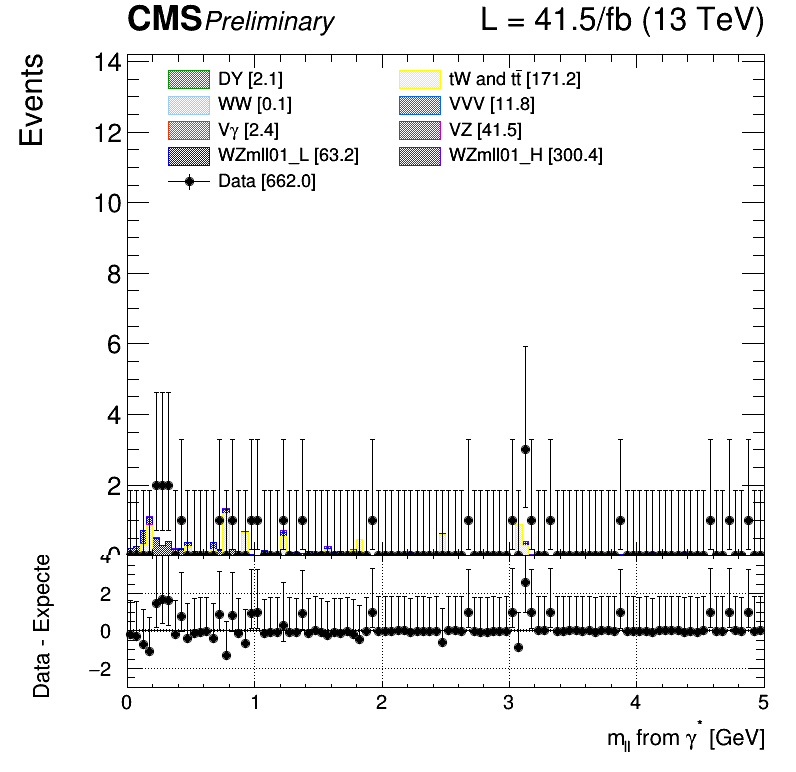 CMS Preliminary L = 41.5/fb (13 TeV)
Events
14
12
10
8
6
4
2
0
DY [2.1]
tW and tt̄ [171.2]
WW [0.1]
VVV [11.8]
Vγ [2.4]
VZ [41.5]
WZmll01_L [63.2]
WZmll01_H [300.4]
Data [662.0]
Data - Expecte
4
2
0
−2
0 1 2 3 4 5
m_ll from γ* [GeV]